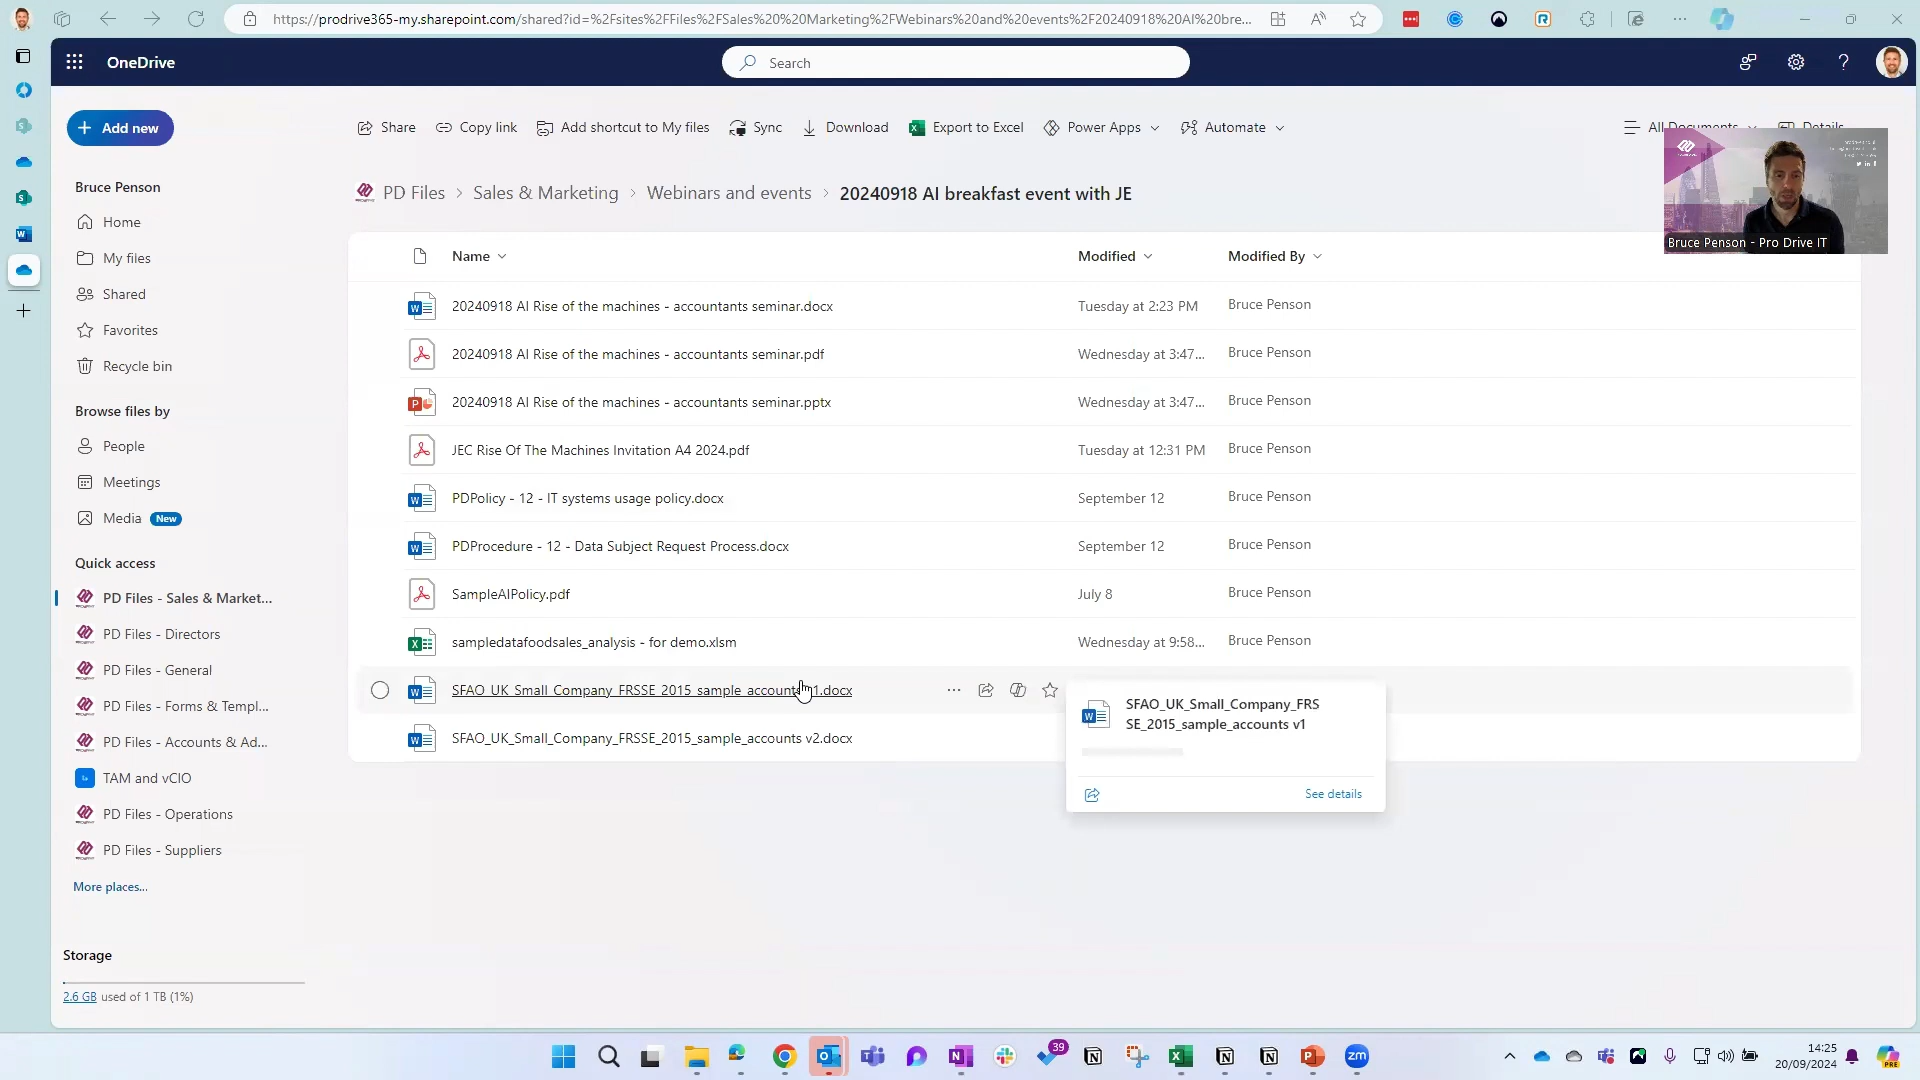 https://prodrive365-my.sharepoint.com/shared?id=%2Fsites%2FFiles%2FSales%20%20Marketing%2FWebinars%20and%20events%2F20240918%20AI%20bre...
OneDrive
Search
Add new
Share
Copy link
Add shortcut to My files
Sync
Download
Export to Excel
Power Apps
Automate
All Documents
Details
Bruce Penson
Home
My files
Shared
Favorites
Recycle bin
Browse files by
People
Meetings
Media New
Quick access
PD Files - Sales & Market...
PD Files - Directors
PD Files - General
PD Files - Forms & Templ...
PD Files - Accounts & Ad...
TAM and vCIO
PD Files - Operations
PD Files - Suppliers
More places...
Storage
2.6 GB used of 1 TB (1%)
PD Files > Sales & Marketing > Webinars and events > 20240918 AI breakfast event with JE
Bruce Penson - Pro Drive IT
Name Modified Modified By
20240918 AI Rise of the machines - accountants seminar.docx Tuesday at 2:23 PM Bruce Penson
20240918 AI Rise of the machines - accountants seminar.pdf Wednesday at 3:47... Bruce Penson
20240918 AI Rise of the machines - accountants seminar.pptx Wednesday at 3:47... Bruce Penson
JEC Rise Of The Machines Invitation A4 2024.pdf Tuesday at 12:31 PM Bruce Penson
PDPolicy - 12 - IT systems usage policy.docx September 12 Bruce Penson
PDProcedure - 12 - Data Subject Request Process.docx September 12 Bruce Penson
SampleAIPolicy.pdf July 8 Bruce Penson
sampledatafoodsales_analysis - for demo.xlsm Wednesday at 9:58... Bruce Penson
SFAO_UK_Small_Company_FRSSE_2015_sample_accounts v1.docx
SFAO_UK_Small_Company_FRSSE_2015_sample_accounts v2.docx
SFAO_UK_Small_Company_FRS
SE_2015_sample_accounts v1
See details
39
zm
14:25
20/09/2024
PRE